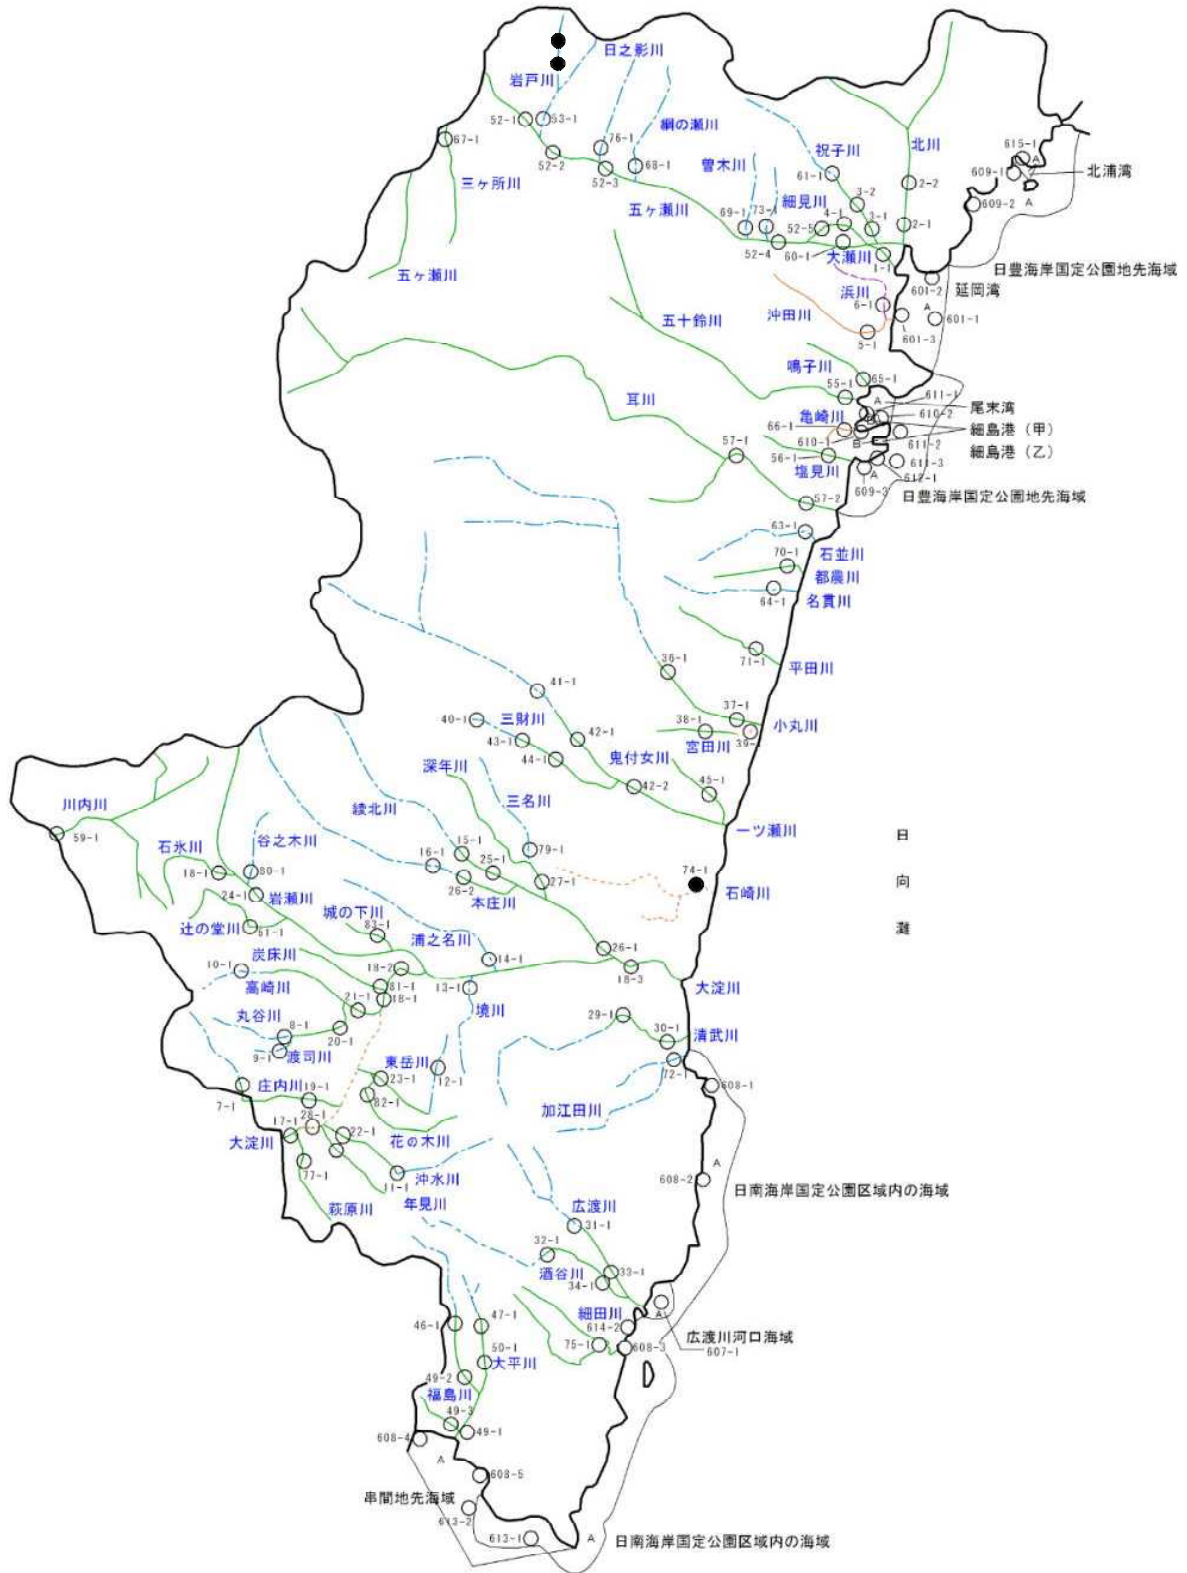 日之影川
岩戸川
52-1
53-1
綱の瀬川
76-1
67-1
52-2
68-1
曽木川
祝子川
北川
615-1
A
61-1
609-1
北浦湾
三ヶ所川
52-3
細見川
3-2
2-2
A
609-2
五ヶ瀬川
69-1
73-1
4-1
52-5
3-1
2-1
52-4
60-1
大瀬川
1-1
五ヶ瀬川
日豊海岸国定公園地先海域
601-2
延岡湾
浜川
6-1
沖田川
A
601-1
五十鈴川
5-1
601-3
鳴子川
65-1
55-1
耳川
A
611-1
尾末湾
亀崎川
610-2
細島港（甲）
66-1
B
610-1
B
611-2
57-1
56-1
細島港（乙）
塩見川
611-3
A
612-1
609-3
日豊海岸国定公園地先海域
57-2
63-1
石並川
70-1
都農川
64-1
名貫川
36-1
71-1
平田川
41-1
40-1
三財川
37-1
小丸川
43-1
42-1
38-1
宮田川
39-1
44-1
鬼付女川
深年川
42-2
45-1
三名川
川内川
綾北川
一ツ瀬川
日
向
灘
59-1
石氷川
谷之木川
15-1
79-1
16-1
25-1
18-1
80-1
74-1
26-2
27-1
石崎川
24-1
岩瀬川
本庄川
城の下川
辻の堂川
51-1
83-1
浦之名川
炭床川
26-1
10-1
18-2
14-1
18-3
高崎川
81-1
13-1
大淀川
21-1
18-1
境川
丸谷川
8-1
29-1
20-1
30-1
清武川
9-1
渡司川
東岳川
72-1
23-1
12-1
庄内川
19-1
608-1
7-1
82-1
加江田川
28-1
17-1
大淀川
22-1
花の木川
A
77-1
沖水川
608-2
11-1
日南海岸国定公園区域内の海域
萩原川
年見川
広渡川
31-1
32-1
酒谷川
33-1
34-1
A
細田川
46-1
47-1
614-2
広渡川河口海域
75-1
608-3
607-1
50-1
大平川
49-2
福島川
49-3
49-1
608-4
A
608-5
串間地先海域
613-2
613-1
A
日南海岸国定公園区域内の海域